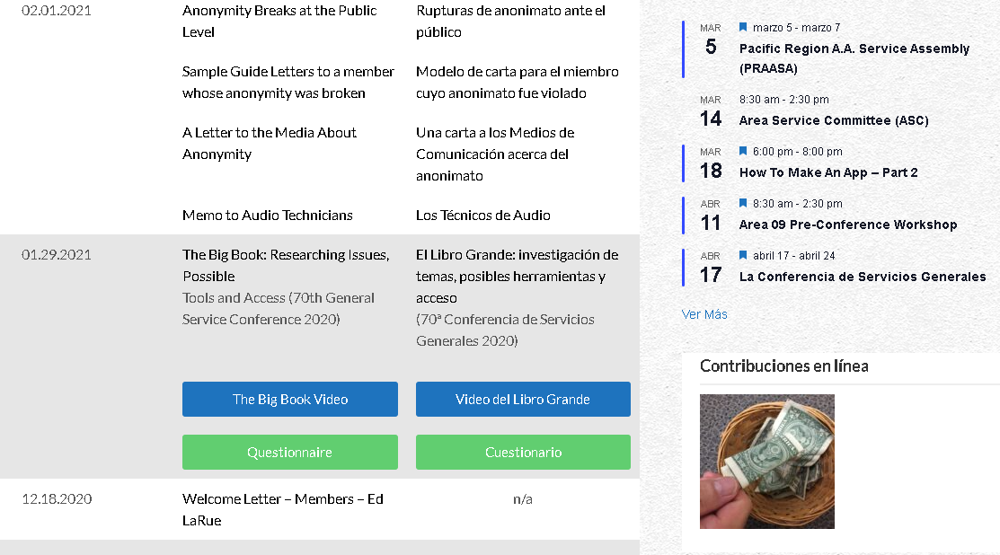 02.01.2021
Anonymity Breaks at the Public
Level
Rupturas de anonimato ante el
público
Sample Guide Letters to a member
whose anonymity was broken
Modelo de carta para el miembro
cuyo anonimato fue violado
A Letter to the Media About
Anonymity
Una carta a los Medios de
Comunicación acerca del
anonimato
Memo to Audio Technicians
Los Técnicos de Audio
01.29.2021
The Big Book: Researching Issues,
Possible
Tools and Access (70th General
Service Conference 2020)
El Libro Grande: investigación de
temas, posibles herramientas y
acceso
(70ª Conferencia de Servicios
Generales 2020)
The Big Book Video
Video del Libro Grande
Questionnaire
Cuestionario
12.18.2020
Welcome Letter – Members – Ed
LaRue
n/a
MAR
5
marzo 5 - marzo 7
Pacific Region A.A. Service Assembly
(PRAASA)
MAR
14
8:30 am - 2:30 pm
Area Service Committee (ASC)
MAR
18
6:00 pm - 8:00 pm
How To Make An App – Part 2
ABR
11
8:30 am - 2:30 pm
Area 09 Pre-Conference Workshop
ABR
17
abril 17 - abril 24
La Conferencia de Servicios Generales
Ver Más
Contribuciones en línea